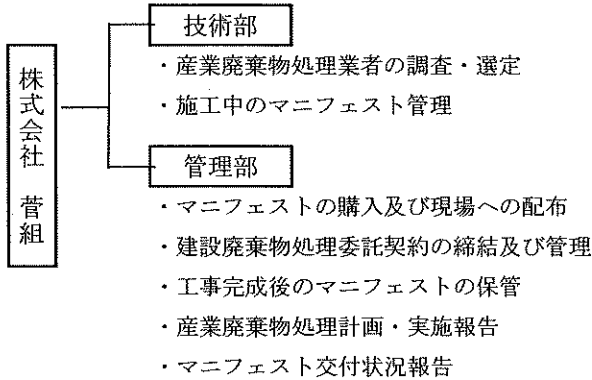 株式会社 菅組
技術部
・産業廃棄物処理業者の調査・選定
・施工中のマニフェスト管理
管理部
・マニフェストの購入及び現場への配布
・建設廃棄物処理委託契約の締結及び管理
・工事完成後のマニフェストの保管
・産業廃棄物処理計画・実施報告
・マニフェスト交付状況報告